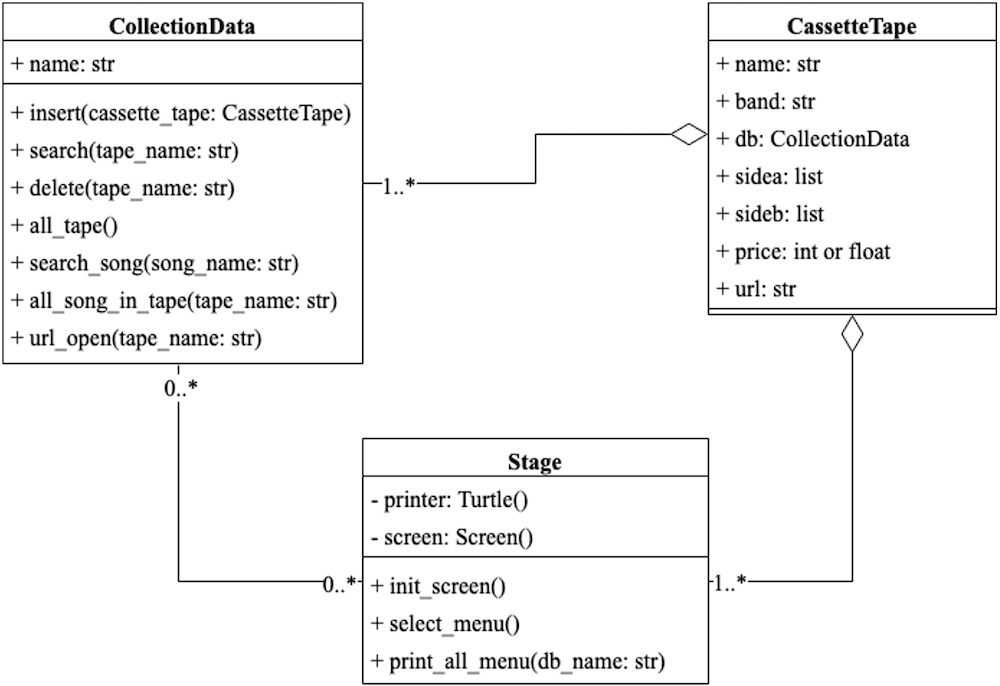 CollectionData
+ name: str
+ insert(cassette_tape: CassetteTape)
+ search(tape_name: str)
+ delete(tape_name: str)
+ all_tape()
+ search_song(song_name: str)
+ all_song_in_tape(tape_name: str)
+ url_open(tape_name: str)
1..*
0..*
CassetteTape
+ name: str
+ band: str
+ db: CollectionData
+ sidea: list
+ sideb: list
+ price: int or float
+ url: str
Stage
- printer: Turtle()
- screen: Screen()
+ init_screen()
+ select_menu()
+ print_all_menu(db_name: str)
0..*
1..*